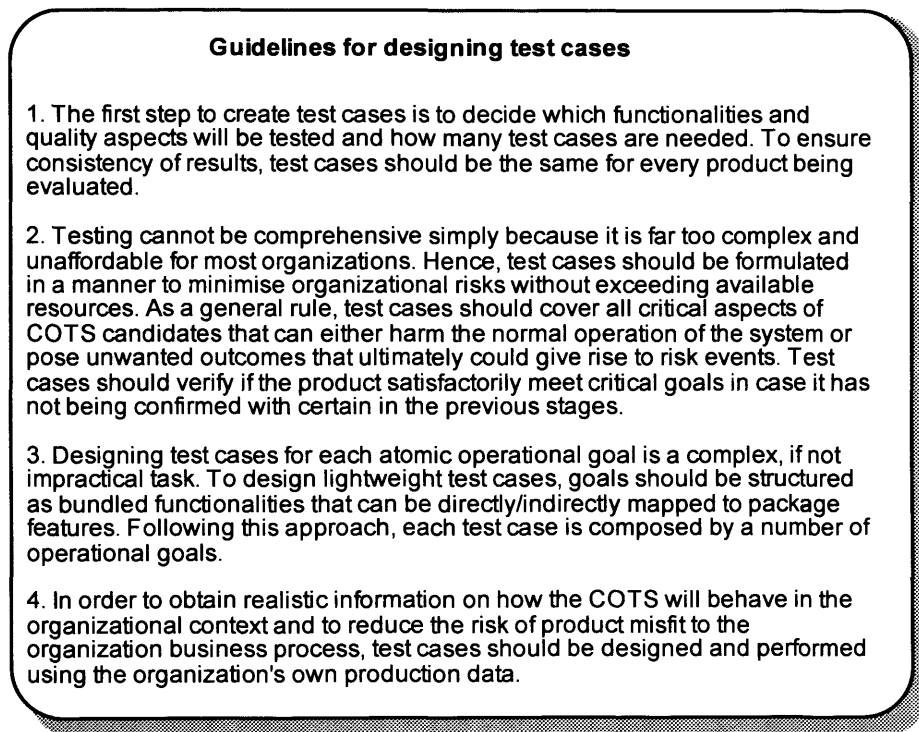 Guidelines for designing test cases
1. The first step to create test cases is to decide which functionalities and
quality aspects will be tested and how many test cases are needed. To ensure
consistency of results, test cases should be the same for every product being
evaluated.
2. Testing cannot be comprehensive simply because it is far too complex and
unaffordable for most organizations. Hence, test cases should be formulated
in a manner to minimise organizational risks without exceeding available
resources. As a general rule, test cases should cover all critical aspects of
COTS candidates that can either harm the normal operation of the system or
pose unwanted outcomes that ultimately could give rise to risk events. Test
cases should verify if the product satisfactorily meet critical goals in case it has
not being confirmed with certain in the previous stages.
3. Designing test cases for each atomic operational goal is a complex, if not
impractical task. To design lightweight test cases, goals should be structured
as bundled functionalities that can be directly/indirectly mapped to package
features. Following this approach, each test case is composed by a number of
operational goals.
4. In order to obtain realistic information on how the COTS will behave in the
organizational context and to reduce the risk of product misfit to the
organization business process, test cases should be designed and performed
using the organization's own production data.